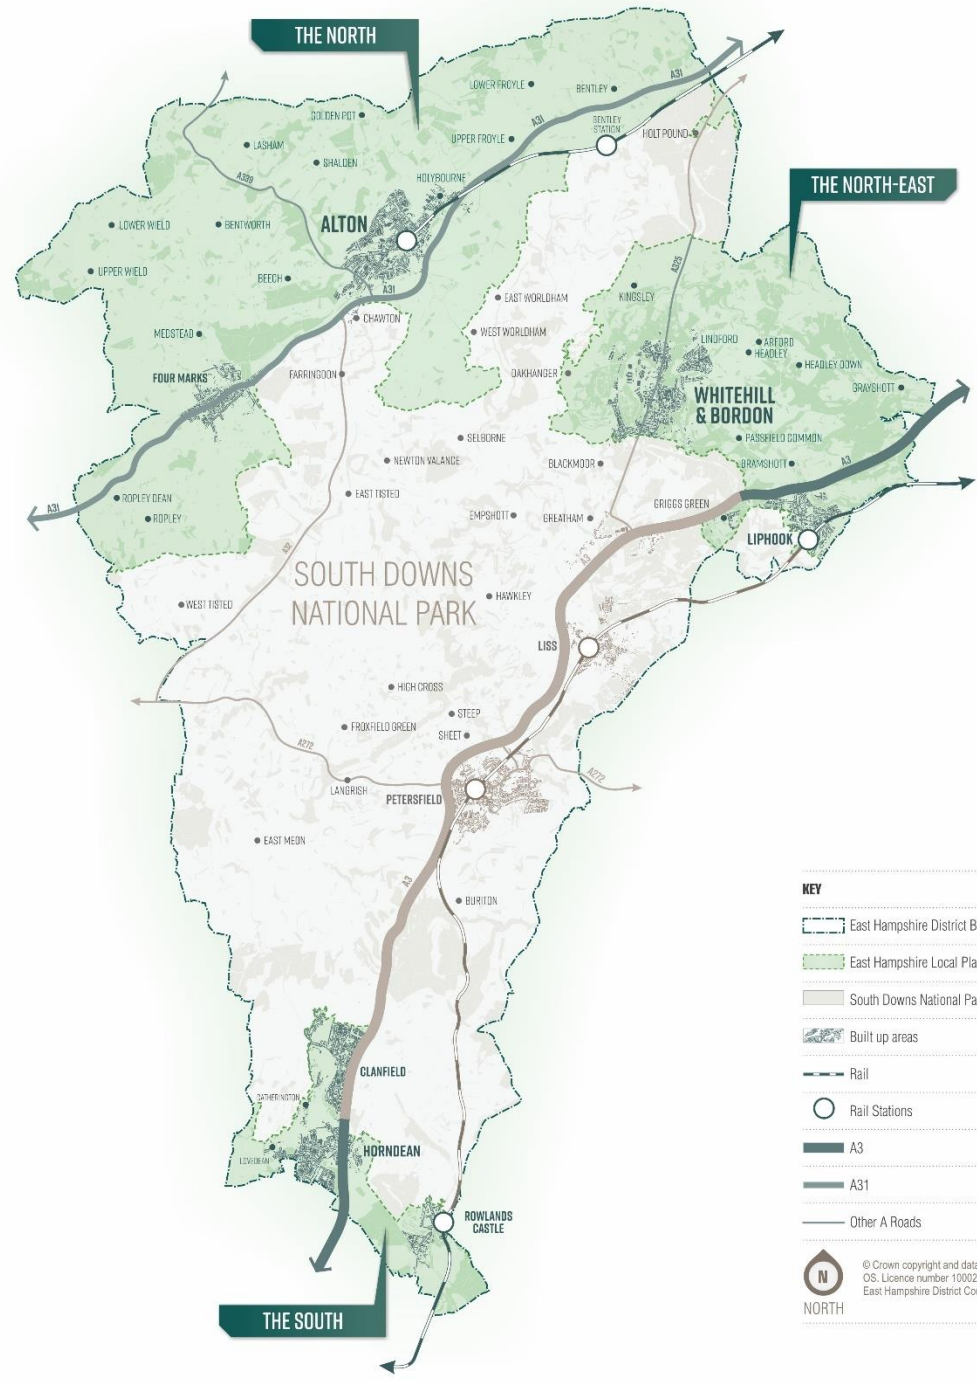 THE NORTH
LOWER FROYLE
BENTLEY
A31
GOLDEN POT
A31
BENTLEY
STATION
UPPER FROYLE
HOLT POUND
LASHAM
SHALDEN
A339
HOLYBOURNE
THE NORTH-EAST
LOWER WIELD
BENTWORTH
ALTON
A325
UPPER WIELD
BEECH
A31
KINGSLEY
EAST WORLDHAM
CHAWTON
MEDSTEAD
WEST WORLDHAM
LINDFORD
ARFORD
HEADLEY
HEADLEY DOWN
FOUR MARKS
FARRINGDON
OAKHANGER
GRAYSHOTT
WHITEHILL
& BORDON
SELBORNE
PASSFIELD COMMON
NEWTON VALANCE
BLACKMOOR
BRAMSHOTT
A3
EAST TISTED
ROPLEY DEAN
GRIGGS GREEN
A31
ROPLEY
EMPSHOTT
GREATHAM
LIPHOOK
A32
A3
SOUTH DOWNS
NATIONAL PARK
HAWKLEY
WEST TISTED
LISS
HIGH CROSS
STEEP
FROXFIELD GREEN
SHEET
A272
A272
LANGRISH
PETERSFIELD
EAST MEON
A3
BURITON
CLANFIELD
CATHERINGTON
HORNDEAN
LOVEDEAN
ROWLANDS
CASTLE
THE SOUTH
KEY
East Hampshire District B
East Hampshire Local Pla
South Downs National Pa
Built up areas
Rail
Rail Stations
A3
A31
Other A Roads
N
NORTH
© Crown copyright and data
OS. Licence number 10002
East Hampshire District Co